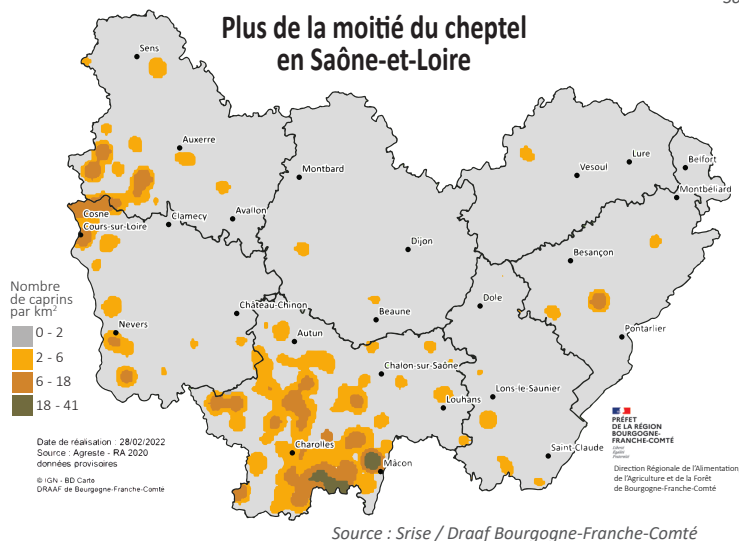 Plus de la moitié du cheptel
en Saône-et-Loire
Sens
Auxerre
Montbard
Lure
Vesoul
Belfort
Montbéliard
Cosne
Cours-sur-Loire
Clamecy
Avallon
Dijon
Besançon
Nombre
de caprins
par km²
0 - 2
2 - 6
6 - 18
18 - 41
Château-Chinon
Nevers
Beaune
Dole
Autun
Pontarlier
Chalon-sur-Saône
Louhans
Lons-le-Saunier
Charolles
Mâcon
Saint-Claude
Date de réalisation : 28/02/2022
Source : Agreste - RA 2020
données provisoires
© IGN - BD Carto
DRAAF de Bourgogne-Franche-Comté
PRÉFET
DE LA RÉGION
BOURGOGNE-
FRANCHE-COMTÉ
Liberté
Égalité
Fraternité
Direction Régionale de l'Alimentation
de l'Agriculture et de la Forêt
de Bourgogne-Franche-Comté
Source : Srise / Draaf Bourgogne-Franche-Comté